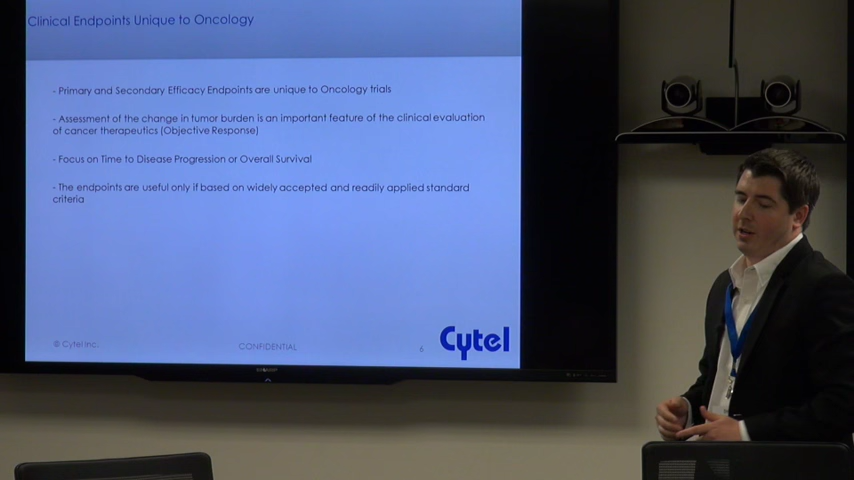 Clinical Endpoints Unique to Oncology
- Primary and Secondary Efficacy Endpoints are unique to Oncology trials
- Assessment of the change in tumor burden is an important feature of the clinical evaluation
of cancer therapeutics (Objective Response)
- Focus on Time to Disease Progression or Overall Survival
- The endpoints are useful only if based on widely accepted and readily applied standard
criteria
© Cytel Inc.
CONFIDENTIAL
6
Cytel
SHARP